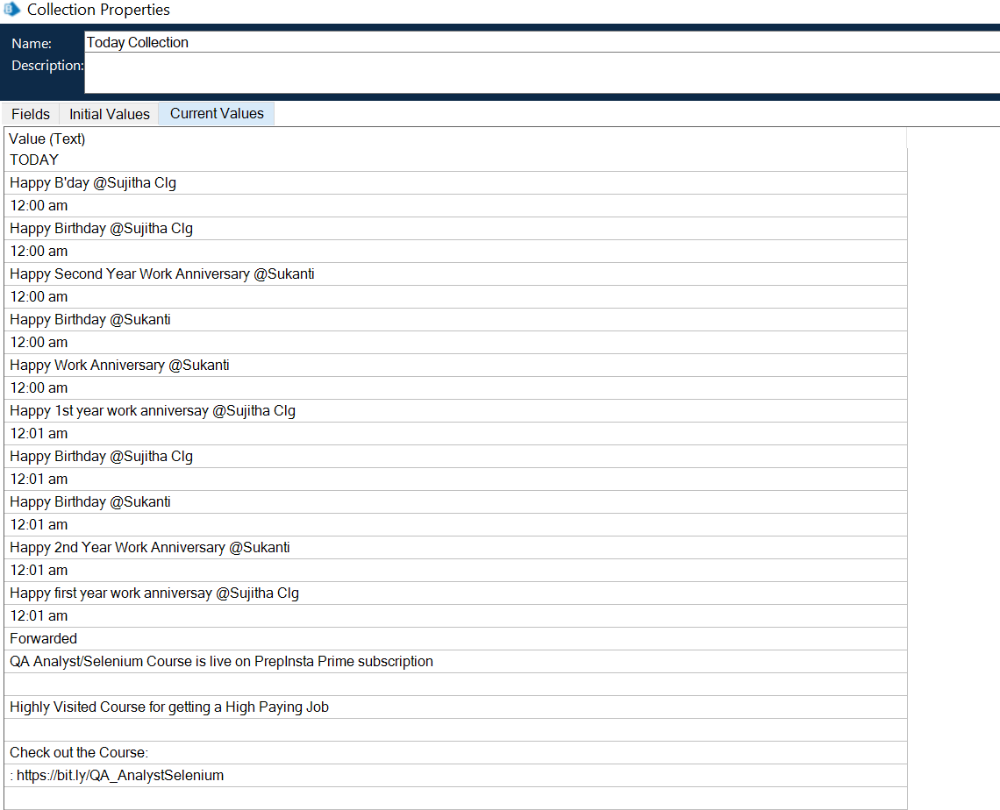 Collection Properties
Name: Today Collection
Description:
Fields Initial Values Current Values
Value (Text)
TODAY
Happy B'day @Sujitha Clg
12:00 am
Happy Birthday @Sujitha Clg
12:00 am
Happy Second Year Work Anniversary @Sukanti
12:00 am
Happy Birthday @Sukanti
12:00 am
Happy Work Anniversary @Sukanti
12:00 am
Happy 1st year work anniversay @Sujitha Clg
12:01 am
Happy Birthday @Sujitha Clg
12:01 am
Happy Birthday @Sukanti
12:01 am
Happy 2nd Year Work Anniversary @Sukanti
12:01 am
Happy first year work anniversay @Sujitha Clg
12:01 am
Forwarded
QA Analyst/Selenium Course is live on PrepInsta Prime subscription
Highly Visited Course for getting a High Paying Job
Check out the Course:
: https://bit.ly/QA_AnalystSelenium